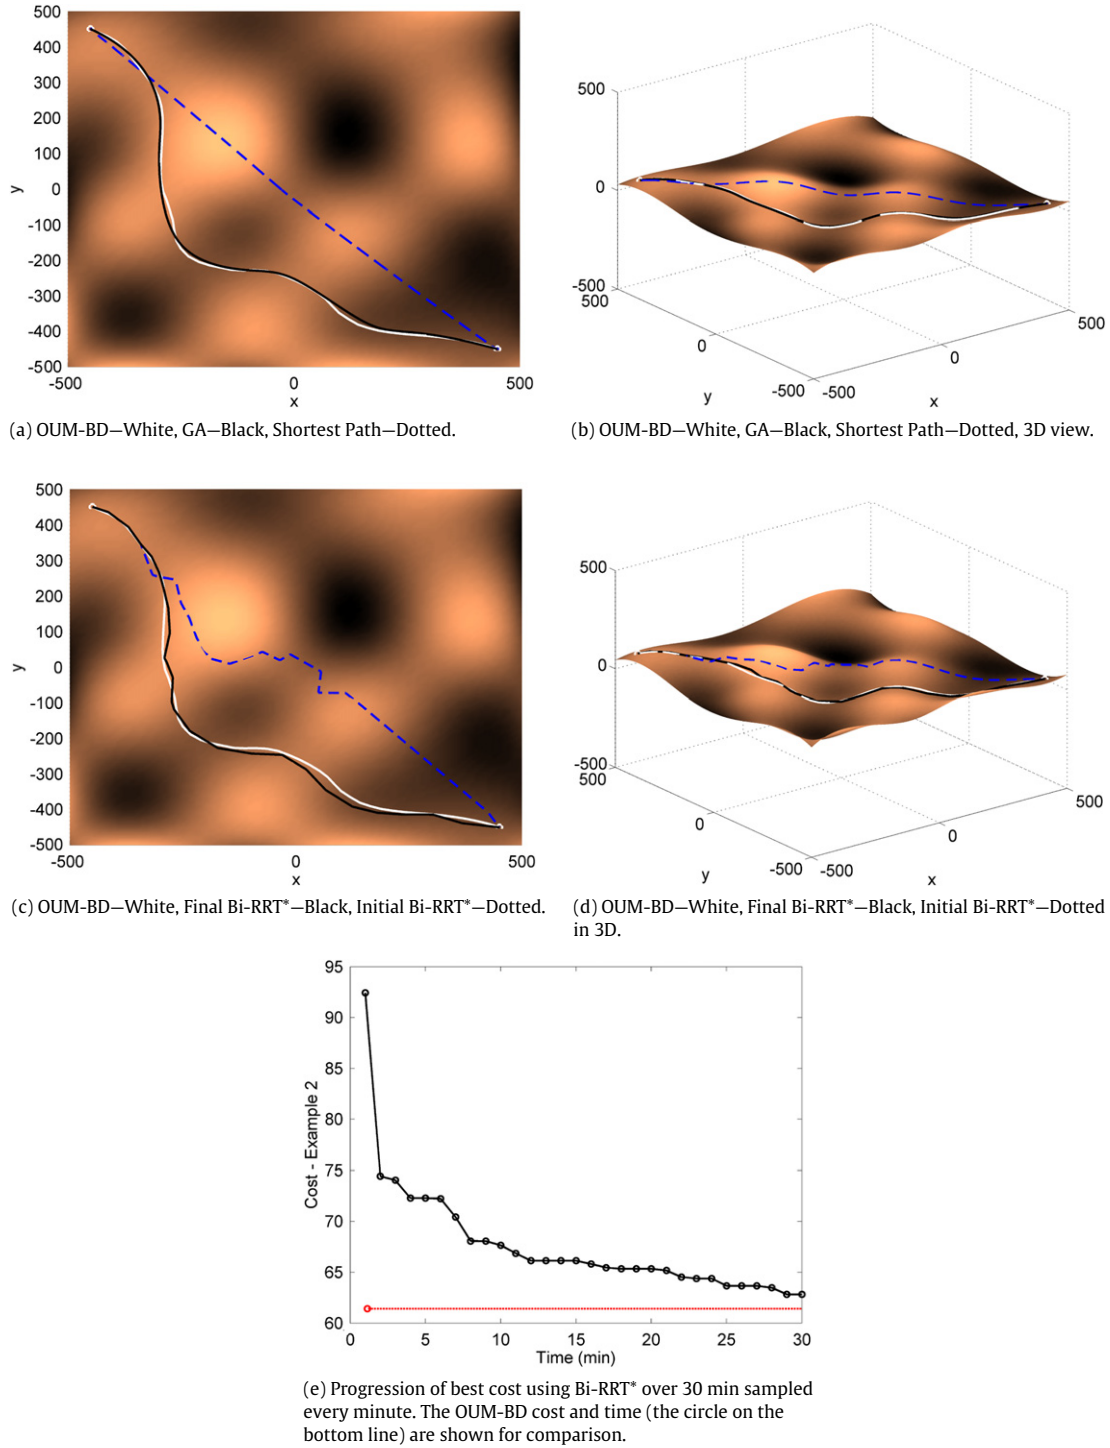 500
400
300
200
100
0
-100
-200
-300
-400
-500
y
-500 0 500
x
500
0
-500
500
0
-500
y
-500
0
500
x
(a) OUM-BD—White, GA—Black, Shortest Path—Dotted.
(b) OUM-BD—White, GA—Black, Shortest Path—Dotted, 3D view.
500
400
300
200
100
0
-100
-200
-300
-400
-500
y
-500 0 500
x
500
0
-500
500
0
-500
y
-500
0
500
x
(c) OUM-BD—White, Final Bi-RRT*—Black, Initial Bi-RRT*—Dotted.
(d) OUM-BD—White, Final Bi-RRT*—Black, Initial Bi-RRT*—Dotted
in 3D.
95
90
85
80
75
70
65
60
Cost - Example 2
0 5 10 15 20 25 30
Time (min)
(e) Progression of best cost using Bi-RRT* over 30 min sampled
every minute. The OUM-BD cost and time (the circle on the
bottom line) are shown for comparison.